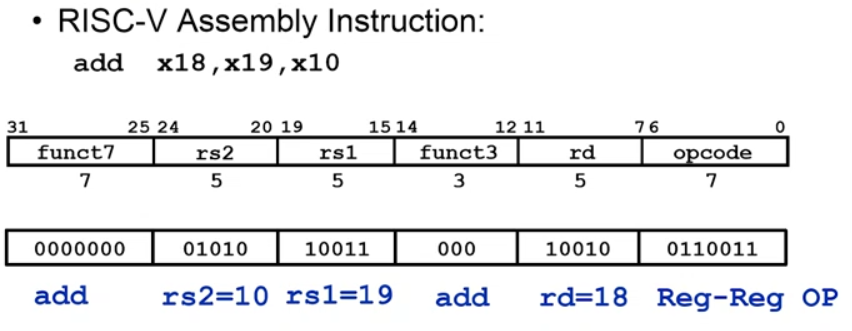 • RISC-V Assembly Instruction:
add x18,x19,x10
31 25 24 20 19 15 14 12 11 7 6 0
funct7 rs2 rs1 funct3 rd opcode
7 5 5 3 5 7
0000000 01010 10011 000 10010 0110011
add rs2=10 rs1=19 add rd=18 Reg-Reg OP